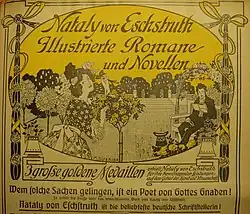 Nataly von Eschstruth
Illustrierte Romane
und Novellen
3 große goldene Medaillen
Wem solche Sachen gelingen, ist ein Poet von Gottes Gnaden!
Nataly von Eschstruth ist die beliebteste deutsche Schriftstellerin!